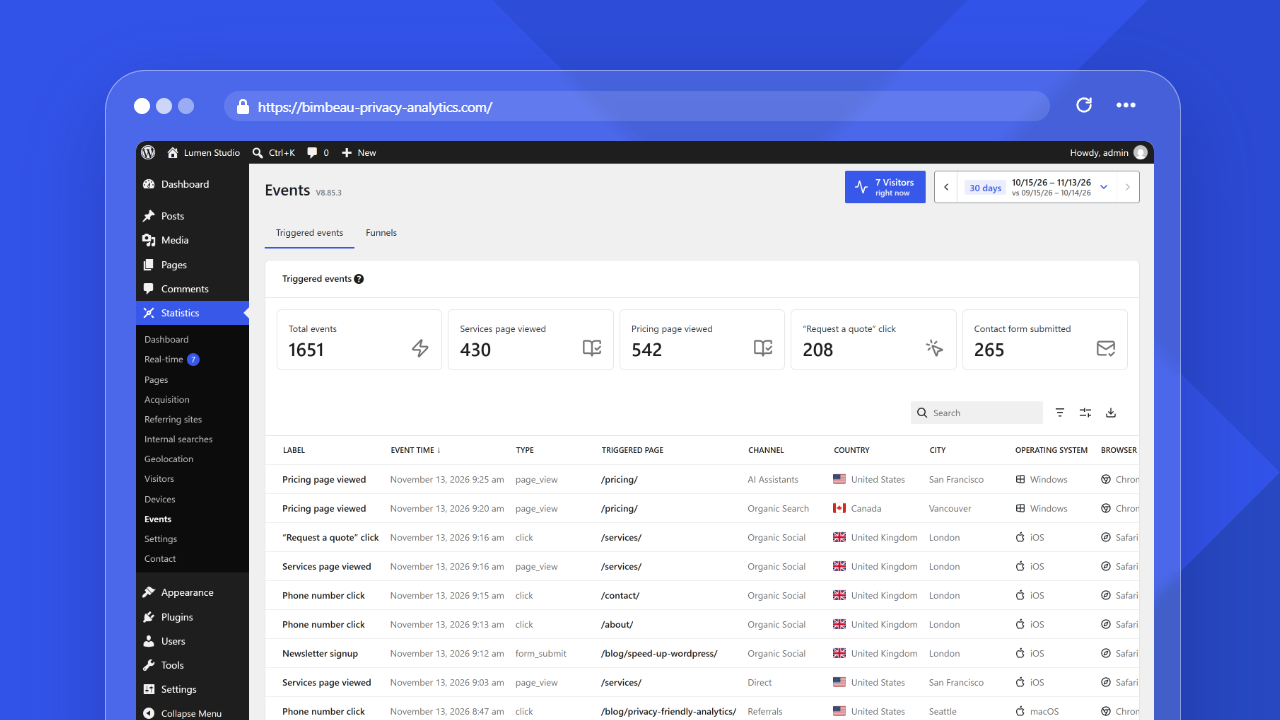 https://bimbeau-privacy-analytics.com/
Lumen Studio Ctrl+K 0 New Howdy, admin
Dashboard
Posts
Media
Pages
Comments
Statistics
Dashboard
Real-time 7
Pages
Acquisition
Referring sites
Internal searches
Geolocation
Visitors
Devices
Events
Settings
Contact
Appearance
Plugins
Users
Tools
Settings
Collapse Menu
Events V8.85.3
7 Visitors
right now
30 days
10/15/26 – 11/13/26
vs 09/15/26 – 10/14/26
Triggered events Funnels
Triggered events ?
Total events
1651
Services page viewed
430
Pricing page viewed
542
“Request a quote” click
208
Contact form submitted
265
Search
LABEL EVENT TIME ↓ TYPE TRIGGERED PAGE CHANNEL COUNTRY CITY OPERATING SYSTEM BROWSER
Pricing page viewed November 13, 2026 9:25 am page_view /pricing/ AI Assistants United States San Francisco Windows Chrom
Pricing page viewed November 13, 2026 9:20 am page_view /pricing/ Organic Search Canada Vancouver Windows Chrom
“Request a quote” click November 13, 2026 9:16 am click /services/ Organic Social United Kingdom London iOS Safari
Services page viewed November 13, 2026 9:16 am page_view /services/ Organic Social United Kingdom London iOS Safari
Phone number click November 13, 2026 9:15 am click /contact/ Organic Social United Kingdom London iOS Safari
Phone number click November 13, 2026 9:13 am click /about/ Organic Social United Kingdom London iOS Safari
Newsletter signup November 13, 2026 9:12 am form_submit /blog/speed-up-wordpress/ Organic Social United Kingdom London iOS Safari
Services page viewed November 13, 2026 9:03 am page_view /services/ Direct United States San Francisco iOS Safari
Phone number click November 13, 2026 8:47 am click /blog/privacy-friendly-analytics/ Referrals United States Seattle macOS Chrom